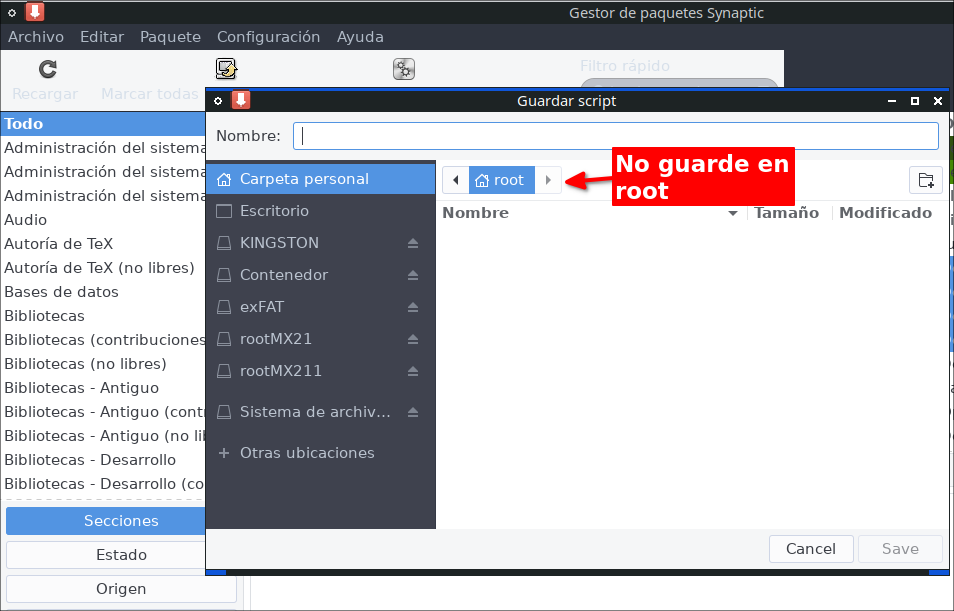 Gestor de paquetes Synaptic
Archivo Editar Paquete Configuración Ayuda
Filtro rápido
Recargar Marcar todas
Guardar script
Nombre:
Todo
Administración del sistema
Administración del sistema
Administración del sistema
Audio
Autoría de TeX
Autoría de TeX (no libres)
Bases de datos
Bibliotecas
Bibliotecas (contribuciones
Bibliotecas (no libres)
Bibliotecas - Antiguo
Bibliotecas - Antiguo (cont
Bibliotecas - Antiguo (no lib
Bibliotecas - Desarrollo
Bibliotecas - Desarrollo (co
Secciones
Estado
Origen
Carpeta personal
Escritorio
KINGSTON
Contenedor
exFAT
rootMX21
rootMX211
Sistema de archiv...
Otras ubicaciones
root
No guarde en
root
Nombre Tamaño Modificado
Cancel Save